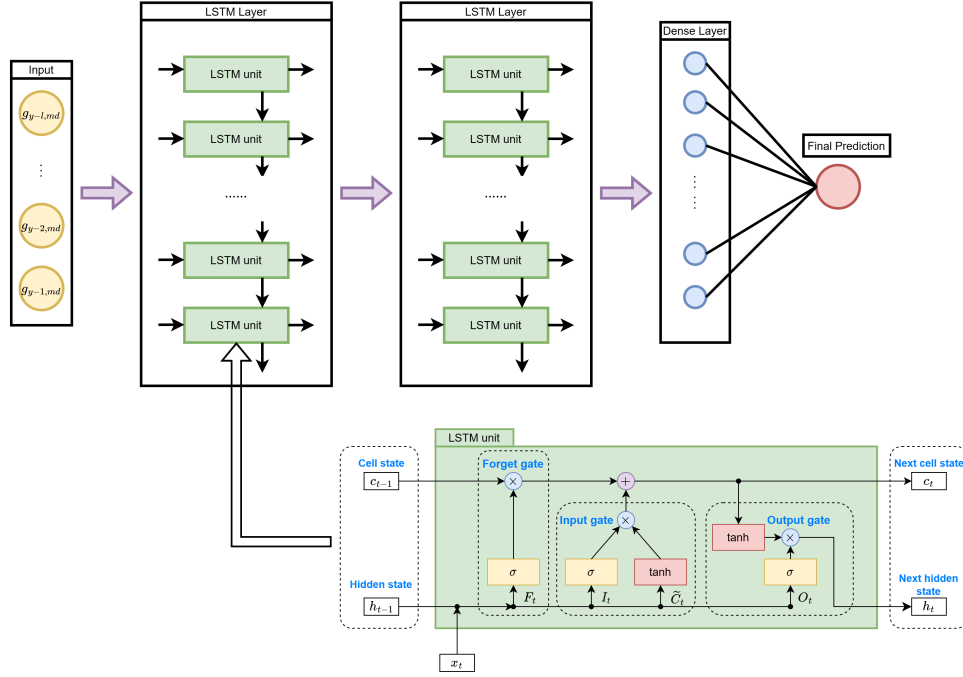 Input
g_{y-l,md}
⋮
g_{y-2,md}
g_{y-1,md}
LSTM Layer
LSTM unit
LSTM unit
......
LSTM unit
LSTM unit
LSTM Layer
LSTM unit
LSTM unit
......
LSTM unit
LSTM unit
Dense Layer
Final Prediction
LSTM unit
Cell state
c_{t-1}
Hidden state
h_{t-1}
x_t
Forget gate
×
σ
F_t
+
Input gate
×
σ
I_t
tanh
C̃_t
Output gate
tanh
×
σ
O_t
Next cell state
c_t
Next hidden
state
h_t